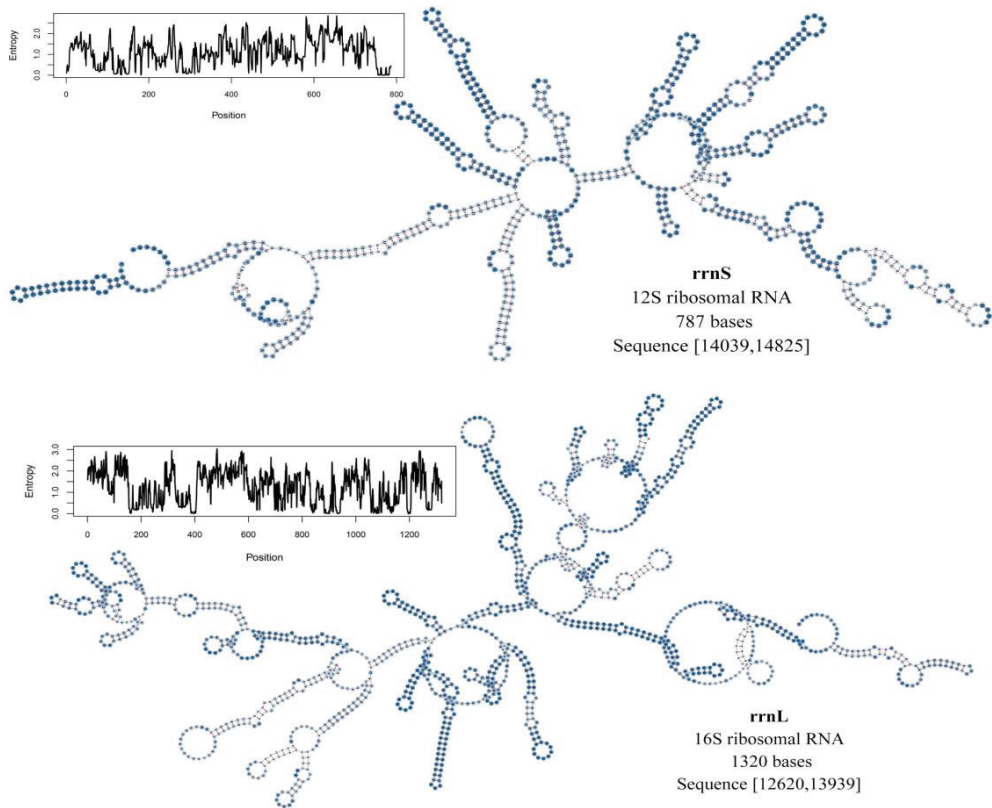 Entropy
2.0
1.0
0.0
0 200 400 600 800
Position
rrnS
12S ribosomal RNA
787 bases
Sequence [14039,14825]
Entropy
3.0
2.0
1.0
0.0
0 200 400 600 800 1000 1200
Position
rrnL
16S ribosomal RNA
1320 bases
Sequence [12620,13939]